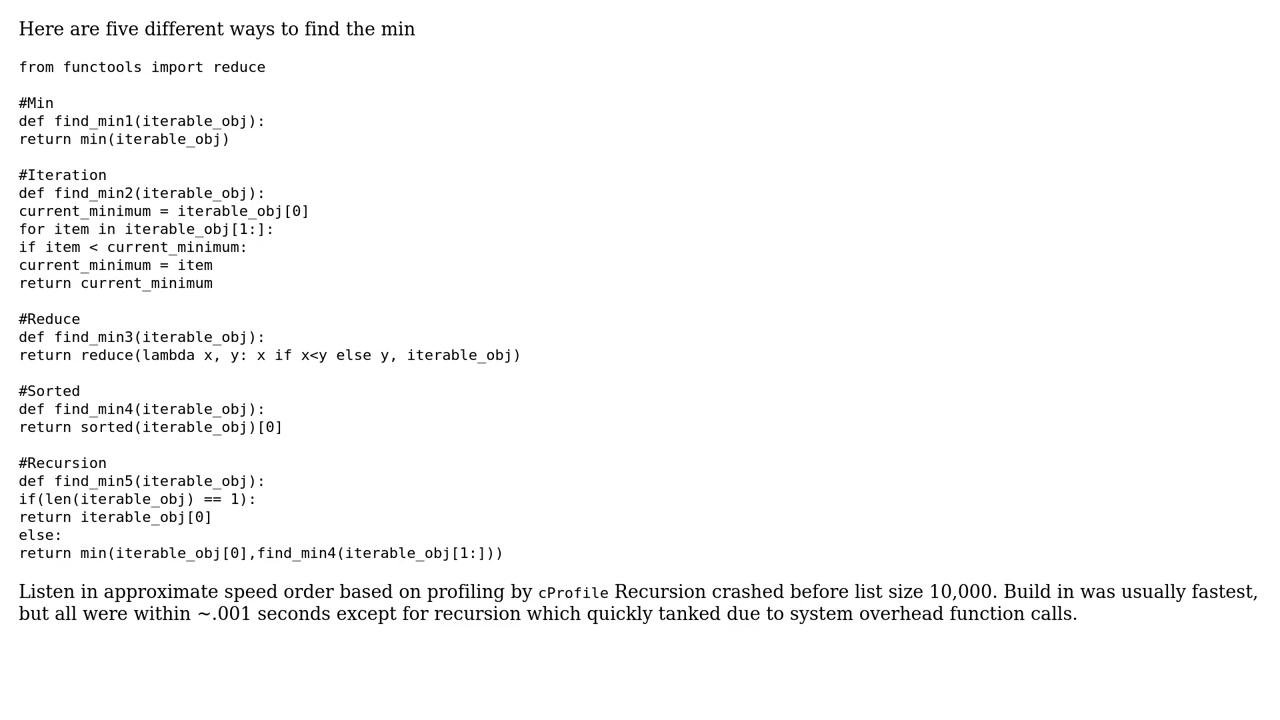 Here are five different ways to find the min
from functools import reduce
#Min
def find_min1(iterable_obj):
return min(iterable_obj)
#Iteration
def find_min2(iterable_obj):
current_minimum = iterable_obj[0]
for item in iterable_obj[1:]:
if item < current_minimum:
current_minimum = item
return current_minimum
#Reduce
def find_min3(iterable_obj):
return reduce(lambda x, y: x if x<y else y, iterable_obj)
#Sorted
def find_min4(iterable_obj):
return sorted(iterable_obj)[0]
#Recursion
def find_min5(iterable_obj):
if(len(iterable_obj) == 1):
return iterable_obj[0]
else:
return min(iterable_obj[0],find_min4(iterable_obj[1:]))
Listen in approximate speed order based on profiling by cProfile Recursion crashed before list size 10,000. Build in was usually fastest,
but all were within ~.001 seconds except for recursion which quickly tanked due to system overhead function calls.